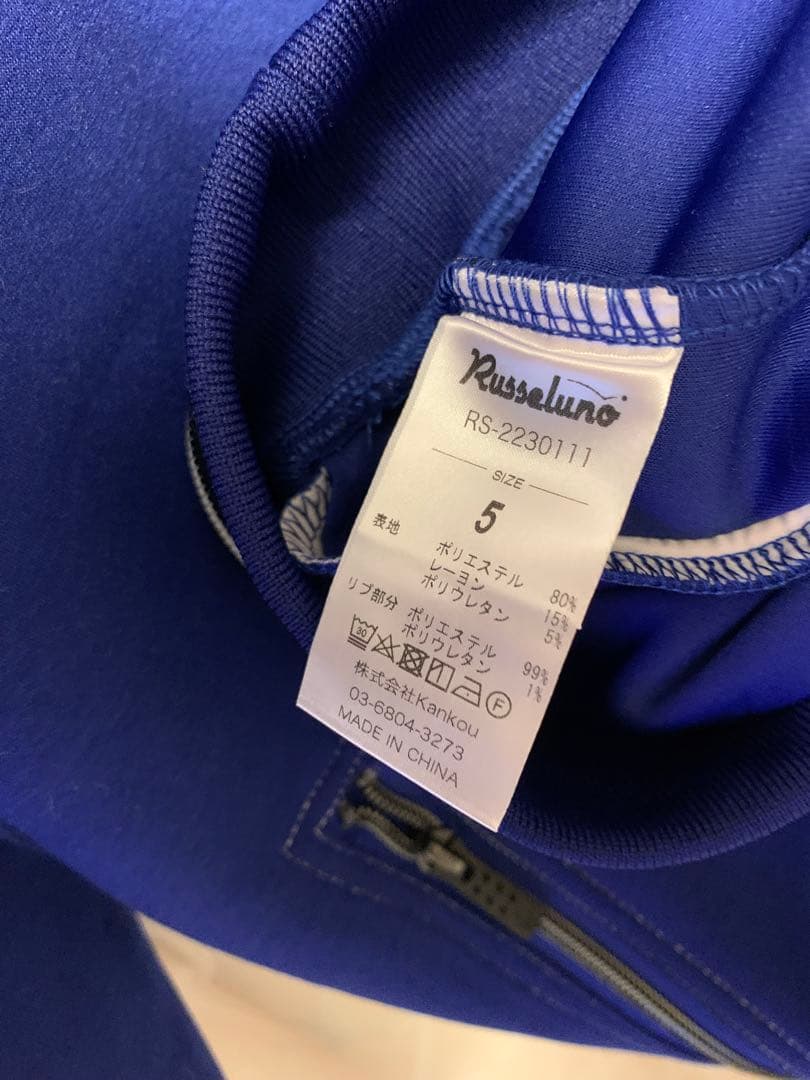 Russeluno
RS-2230111
SIZE
5
表地
ポリエステル 80%
レーヨン 15%
ポリウレタン 5%
リブ部分
ポリエステル 99%
ポリウレタン 1%
30 F
株式会社Kankou
03-6804-3273
MADE IN CHINA